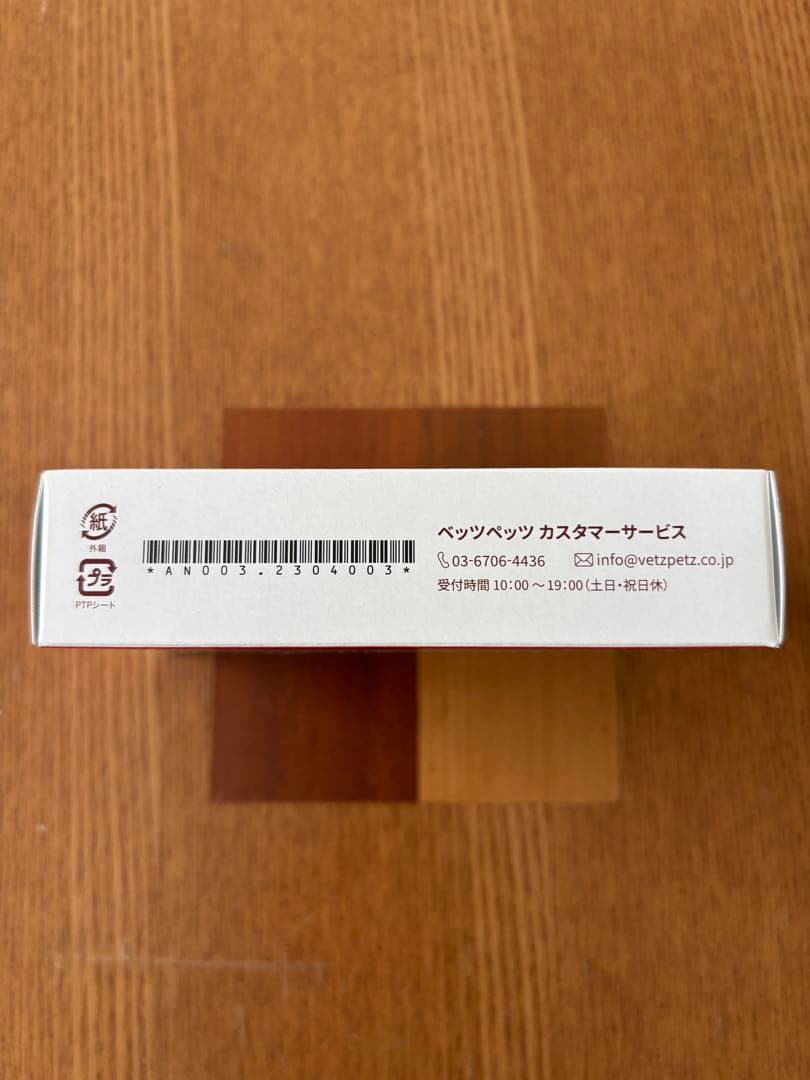 紙
外箱
プラ
PTPシート
*AN003.2304003*
ベッツペッツ カスタマーサービス
03-6706-4436 info@vetzpetz.co.jp
受付時間 10:00 ～ 19:00（土日・祝日休）